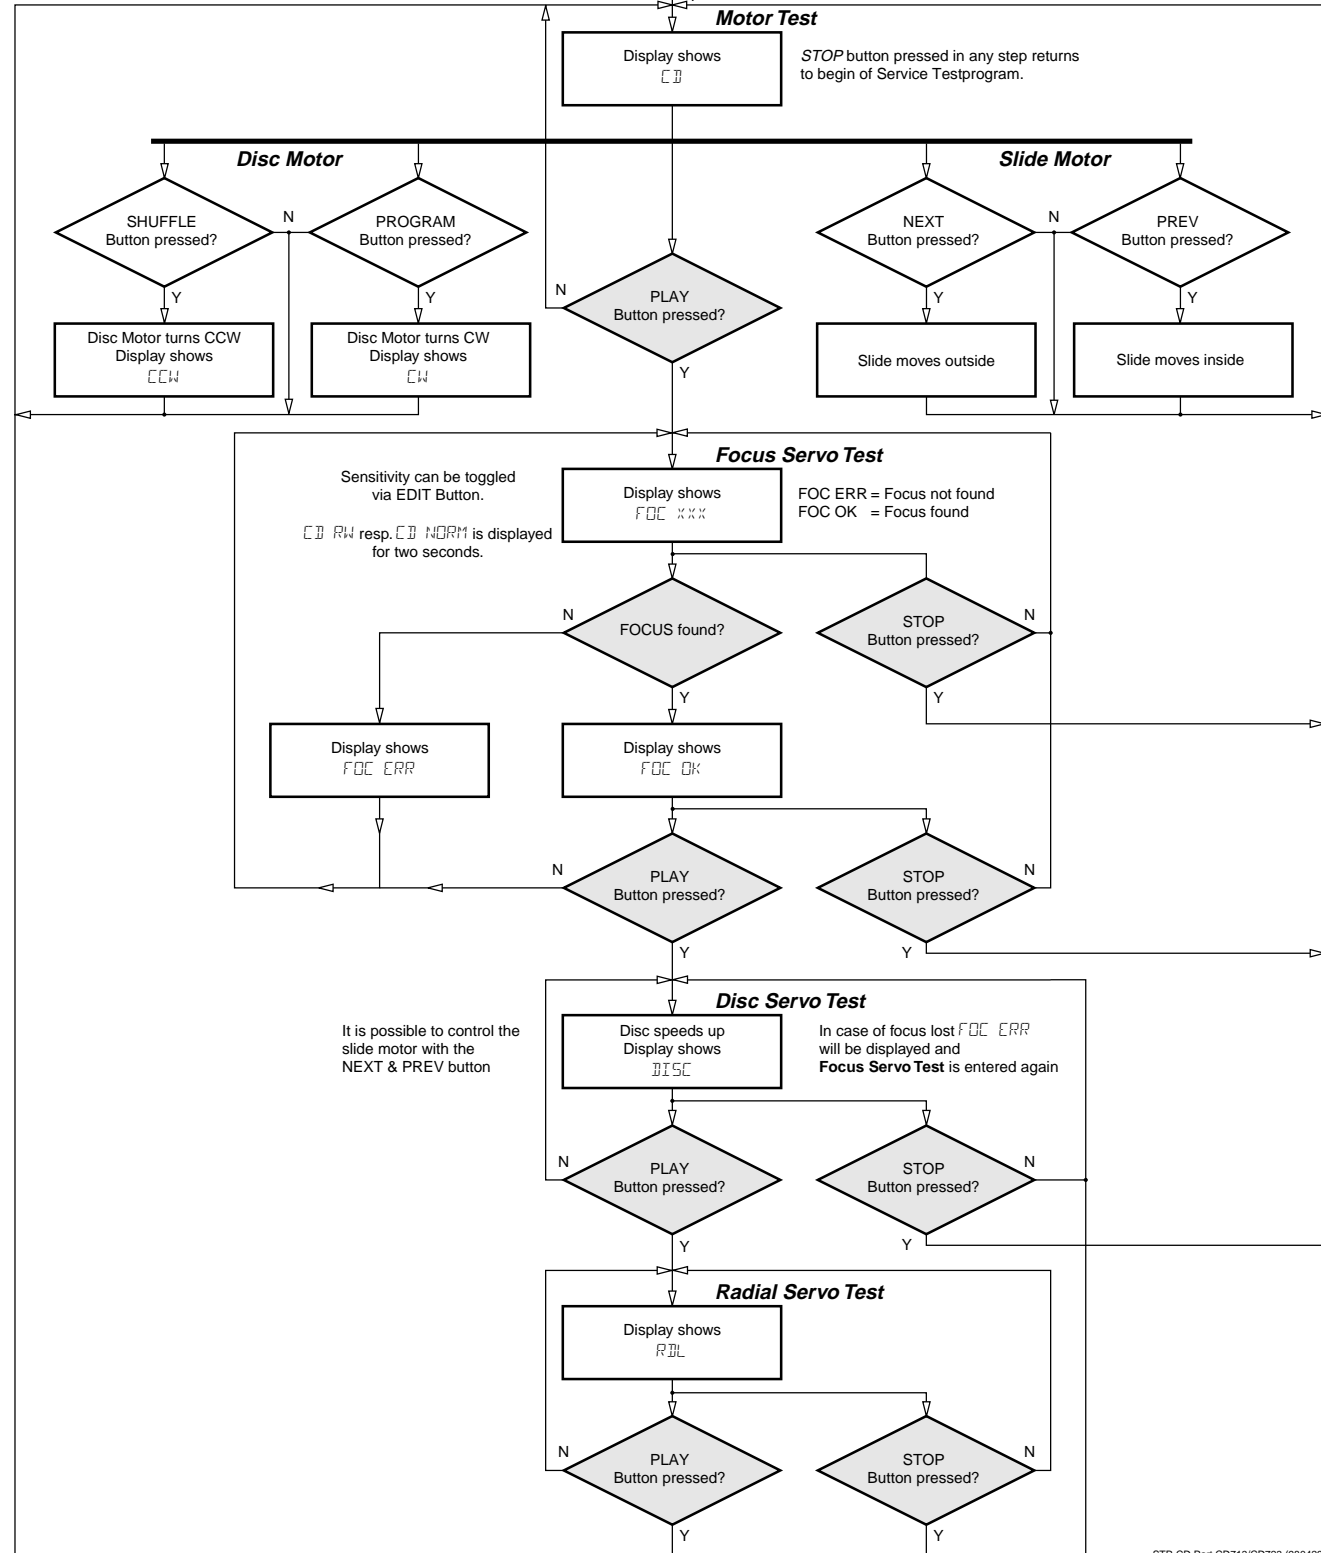 Motor Test
Display shows
CD
STOP button pressed in any step returns
to begin of Service Testprogram.
Disc Motor
Slide Motor
SHUFFLE
Button pressed?
N
PROGRAM
Button pressed?
NEXT
Button pressed?
N
PREV
Button pressed?
N
PLAY
Button pressed?
Y
Y
Y
Y
Disc Motor turns CCW
Display shows
CCW
Disc Motor turns CW
Display shows
CW
Slide moves outside
Slide moves inside
Y
Focus Servo Test
Sensitivity can be toggled
via EDIT Button.
CD RW resp. CD NORM is displayed
for two seconds.
Display shows
FOC XXX
FOC ERR = Focus not found
FOC OK = Focus found
N
FOCUS found?
STOP
Button pressed?
N
Y
Y
Display shows
FOC ERR
Display shows
FOC OK
N
PLAY
Button pressed?
STOP
Button pressed?
N
Y
Y
Disc Servo Test
It is possible to control the
slide motor with the
NEXT & PREV button
Disc speeds up
Display shows
DISC
In case of focus lost FOC ERR
will be displayed and
Focus Servo Test is entered again
N
PLAY
Button pressed?
STOP
Button pressed?
N
Y
Y
Radial Servo Test
Display shows
RDL
N
PLAY
Button pressed?
STOP
Button pressed?
N
Y
Y